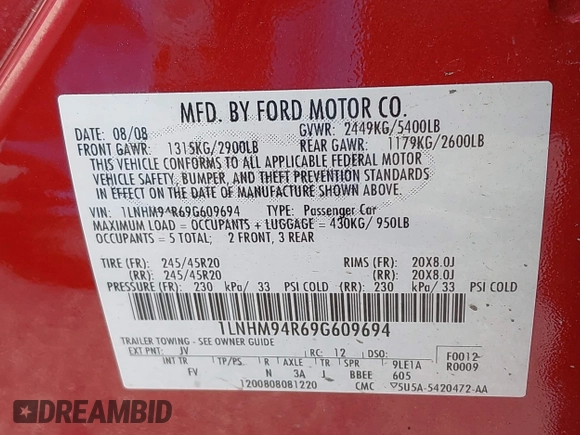 MFD. BY FORD MOTOR CO.
DATE: 08/08 GVWR: 2449KG/5400LB
FRONT GAWR: 1315KG/2900LB REAR GAWR: 1179KG/2600LB
THIS VEHICLE CONFORMS TO ALL APPLICABLE FEDERAL MOTOR
VEHICLE SAFETY, BUMPER, AND THEFT PREVENTION STANDARDS
IN EFFECT ON THE DATE OF MANUFACTURE SHOWN ABOVE.
VIN: 1LNHM94R69G609694 TYPE: Passenger Car
MAXIMUM LOAD = OCCUPANTS + LUGGAGE = 430KG/ 950LB
OCCUPANTS = 5 TOTAL; 2 FRONT, 3 REAR
TIRE (FR): 245/45R20 RIMS (FR): 20X8.0J
(RR): 245/45R20 (RR): 20X8.0J
PRESSURE (FR): 230 kPa/ 33 PSI COLD (RR): 230 kPa/ 33 PSI COLD
1LNHM94R69G609694
TRAILER TOWING - SEE OWNER GUIDE
EXT PNT: JV RC: 12 DSO: F0012
INT TR TP/PS R AXLE TR SPR 9LE1A R0009
FV N 3A J BBEE 605
120080808​1220 CMC 5U5A-5420472-AA
DREAMBID